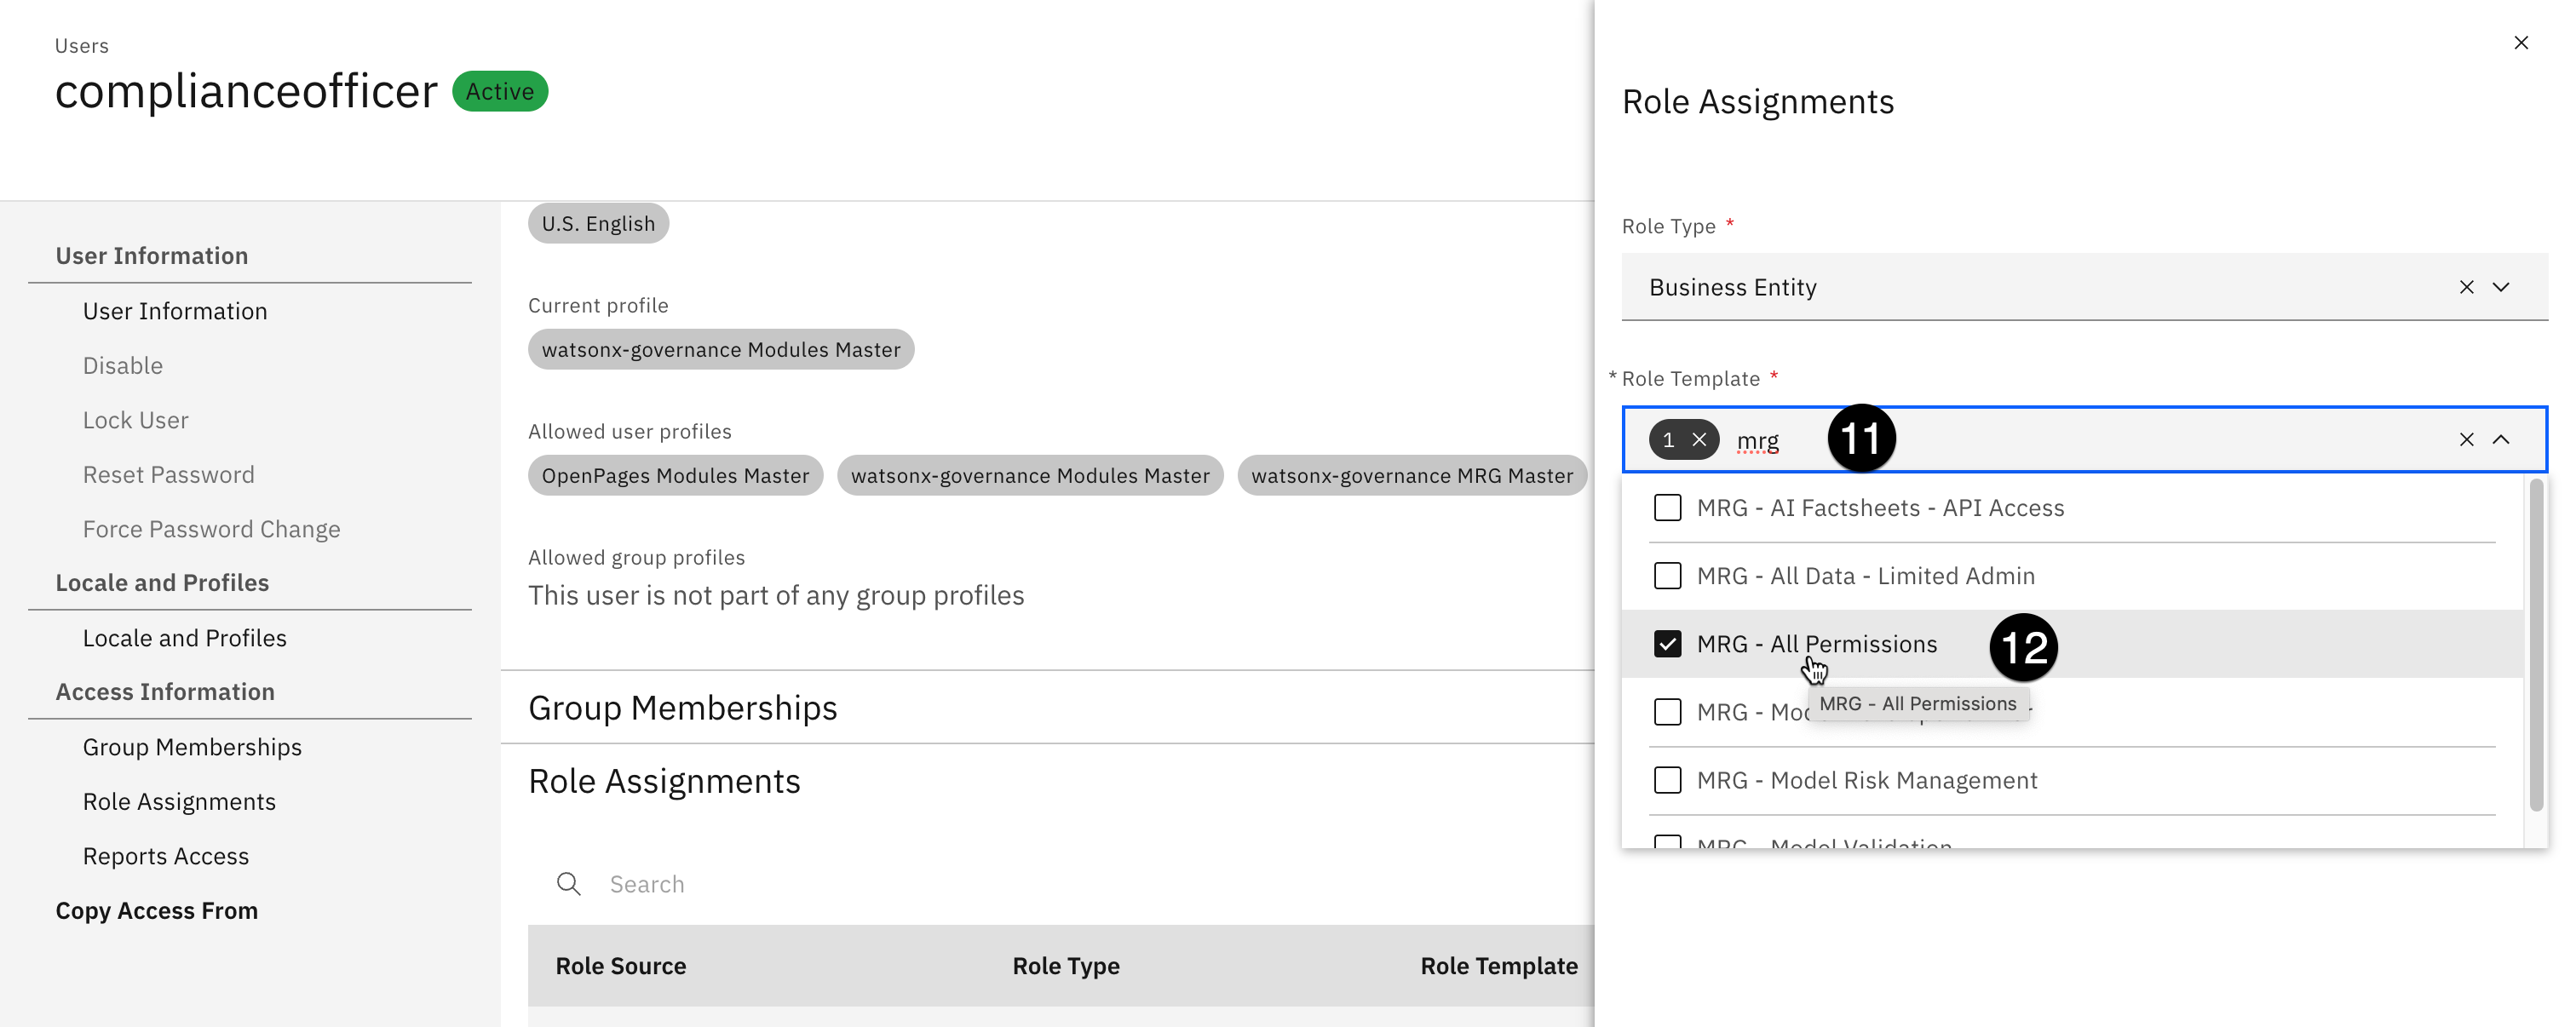 Users
complianceofficer Active
User Information
User Information
Disable
Lock User
Reset Password
Force Password Change
Locale and Profiles
Locale and Profiles
Access Information
Group Memberships
Role Assignments
Reports Access
Copy Access From
U.S. English
Current profile
watsonx-governance Modules Master
Allowed user profiles
OpenPages Modules Master watsonx-governance Modules Master watsonx-governance MRG Master
Allowed group profiles
This user is not part of any group profiles
Group Memberships
Role Assignments
Search
Role Source Role Type Role Template
Role Assignments
Role Type *
Business Entity
* Role Template *
1 mrg 11
MRG - AI Factsheets - API Access
MRG - All Data - Limited Admin
MRG - All Permissions 12
MRG - All Permissions
MRG -
MRG - Model Risk Management
MRG - Model Validation